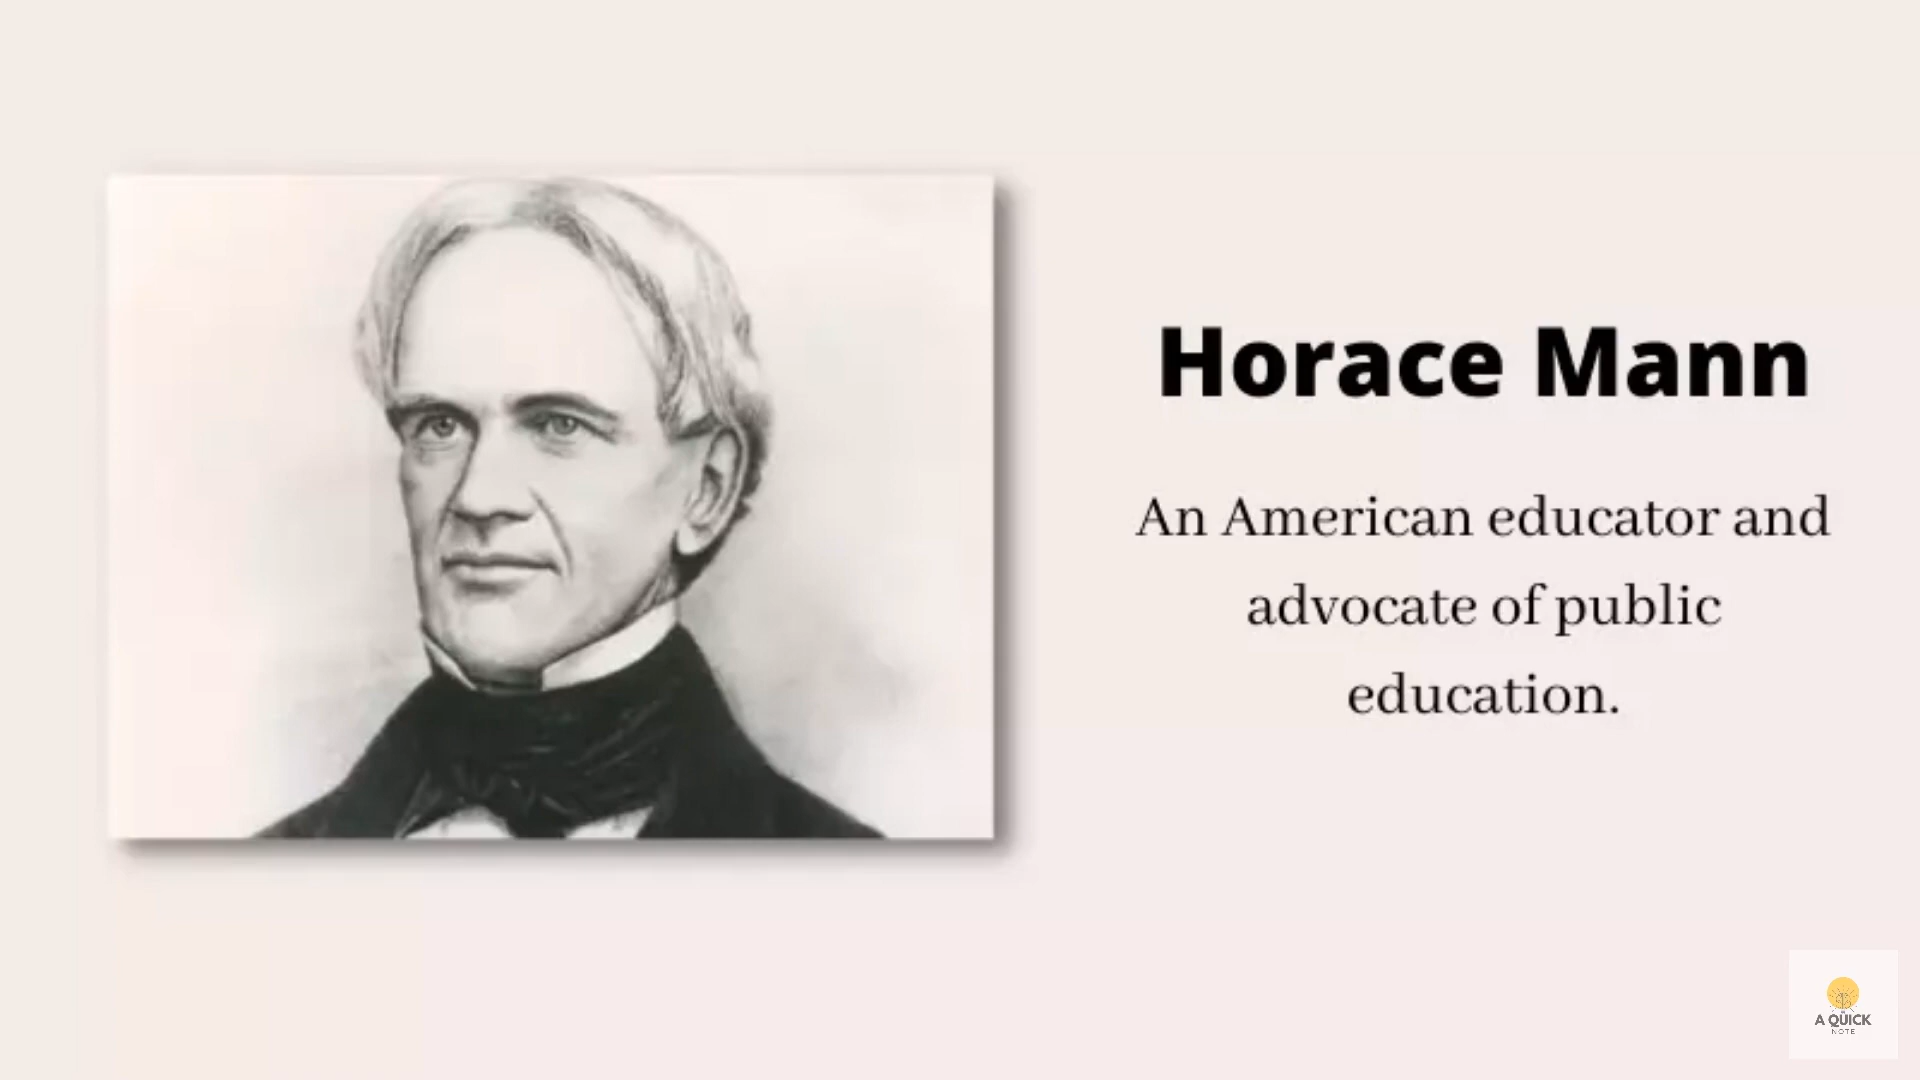 Horace Mann
An American educator and
advocate of public
education.
A QUICK
NOTE